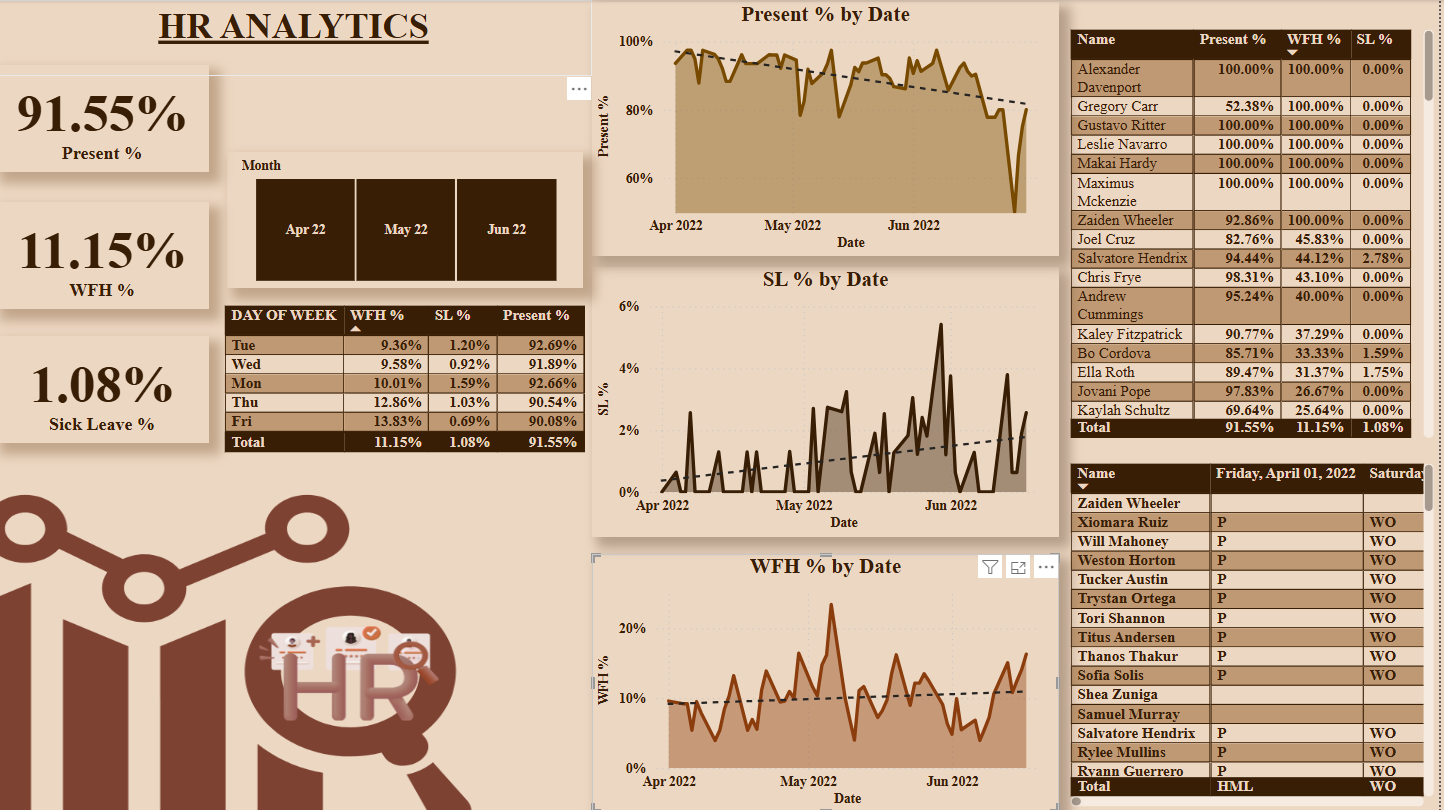 HR ANALYTICS
91.55%
Present %
11.15%
WFH %
1.08%
Sick Leave %
Month
Apr 22 May 22 Jun 22
DAY OF WEEK WFH % SL % Present %
Tue 9.36% 1.20% 92.69%
Wed 9.58% 0.92% 91.89%
Mon 10.01% 1.59% 92.66%
Thu 12.86% 1.03% 90.54%
Fri 13.83% 0.69% 90.08%
Total 11.15% 1.08% 91.55%
HR
Present % by Date
Present %
100%
80%
60%
Apr 2022 May 2022 Jun 2022
Date
SL % by Date
SL %
6%
4%
2%
0%
Apr 2022 May 2022 Jun 2022
Date
WFH % by Date
WFH %
20%
10%
0%
Apr 2022 May 2022 Jun 2022
Date
Name Present % WFH % SL %
Alexander
Davenport 100.00% 100.00% 0.00%
Gregory Carr 52.38% 100.00% 0.00%
Gustavo Ritter 100.00% 100.00% 0.00%
Leslie Navarro 100.00% 100.00% 0.00%
Makai Hardy 100.00% 100.00% 0.00%
Maximus
Mckenzie 100.00% 100.00% 0.00%
Zaiden Wheeler 92.86% 100.00% 0.00%
Joel Cruz 82.76% 45.83% 0.00%
Salvatore Hendrix 94.44% 44.12% 2.78%
Chris Frye 98.31% 43.10% 0.00%
Andrew
Cummings 95.24% 40.00% 0.00%
Kaley Fitzpatrick 90.77% 37.29% 0.00%
Bo Cordova 85.71% 33.33% 1.59%
Ella Roth 89.47% 31.37% 1.75%
Jovani Pope 97.83% 26.67% 0.00%
Kaylah Schultz 69.64% 25.64% 0.00%
Total 91.55% 11.15% 1.08%
Name Friday, April 01, 2022 Saturday
Zaiden Wheeler
Xiomara Ruiz P WO
Will Mahoney P WO
Weston Horton P WO
Tucker Austin P WO
Trystan Ortega P WO
Tori Shannon P WO
Titus Andersen P WO
Thanos Thakur P WO
Sofia Solis P WO
Shea Zuniga
Samuel Murray
Salvatore Hendrix P WO
Rylee Mullins P WO
Ryann Guerrero P WO
Total HML WO